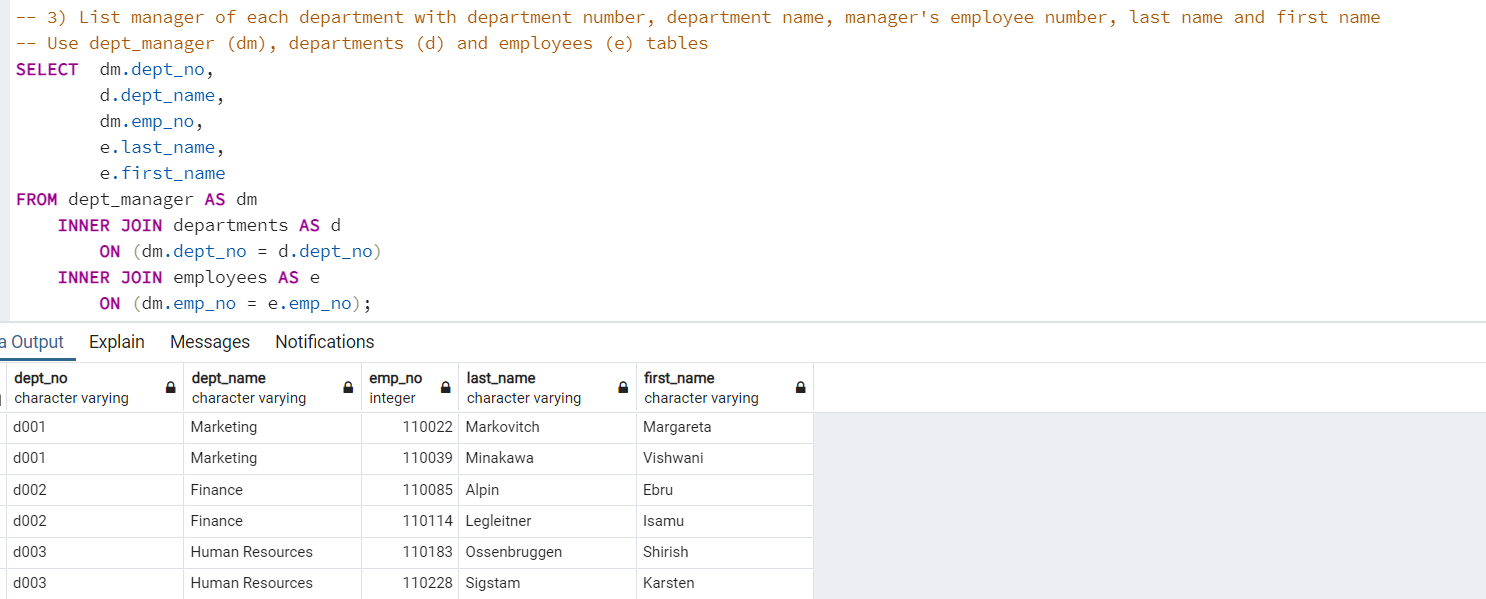 -- 3) List manager of each department with department number, department name, manager's employee number, last name and first name
-- Use dept_manager (dm), departments (d) and employees (e) tables
SELECT  dm.dept_no,
        d.dept_name,
        dm.emp_no,
        e.last_name,
        e.first_name
FROM dept_manager AS dm
    INNER JOIN departments AS d
        ON (dm.dept_no = d.dept_no)
    INNER JOIN employees AS e
        ON (dm.emp_no = e.emp_no);
a Output Explain Messages Notifications
dept_no dept_name emp_no last_name first_name
character varying character varying integer character varying character varying
d001 Marketing 110022 Markovitch Margareta
d001 Marketing 110039 Minakawa Vishwani
d002 Finance 110085 Alpin Ebru
d002 Finance 110114 Legleitner Isamu
d003 Human Resources 110183 Ossenbruggen Shirish
d003 Human Resources 110228 Sigstam Karsten